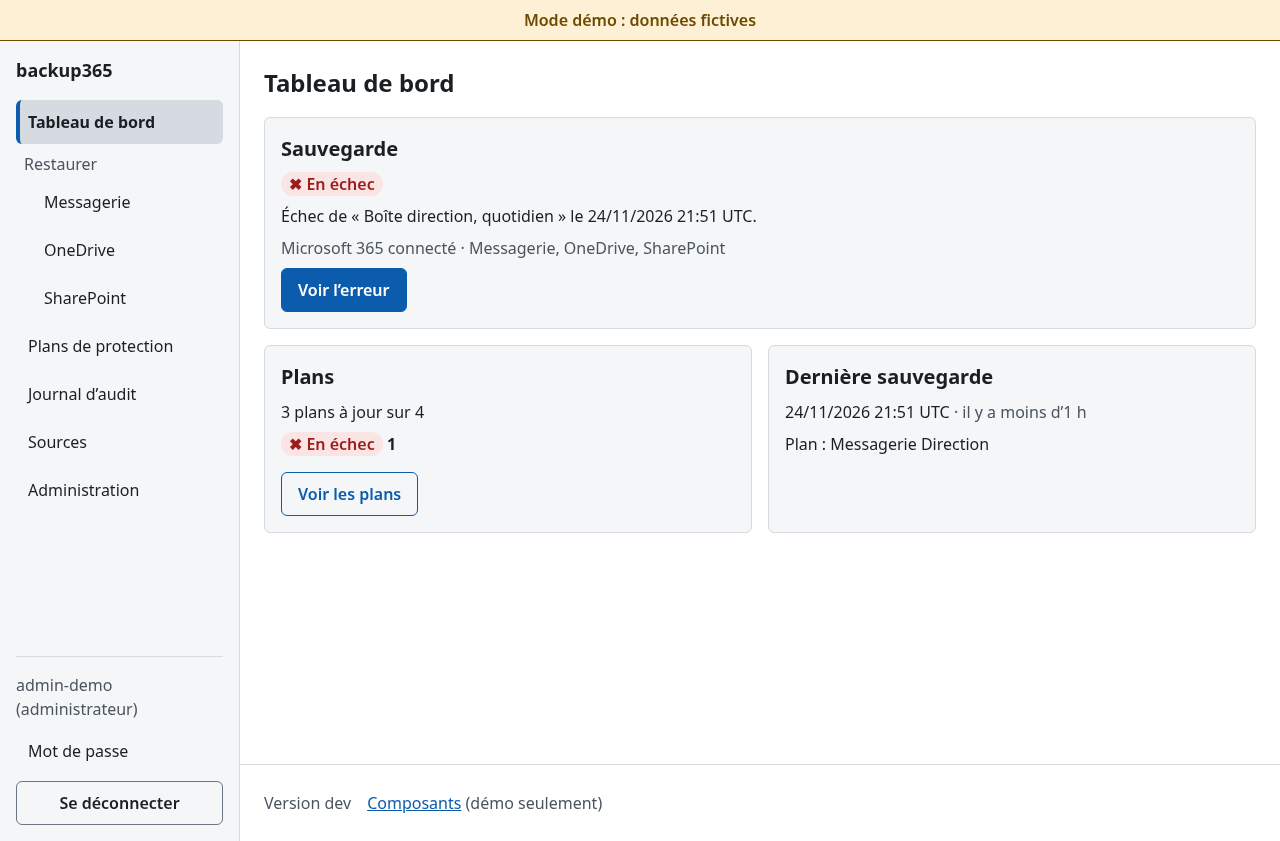 Mode démo : données fictives
backup365
Tableau de bord
Restaurer
Messagerie
OneDrive
SharePoint
Plans de protection
Journal d’audit
Sources
Administration
admin-demo
(administrateur)
Mot de passe
Se déconnecter
Tableau de bord
Sauvegarde
✖ En échec
Échec de « Boîte direction, quotidien » le 24/11/2026 21:51 UTC.
Microsoft 365 connecté · Messagerie, OneDrive, SharePoint
Voir l’erreur
Plans
3 plans à jour sur 4
✖ En échec 1
Voir les plans
Dernière sauvegarde
24/11/2026 21:51 UTC · il y a moins d’1 h
Plan : Messagerie Direction
Version dev Composants (démo seulement)